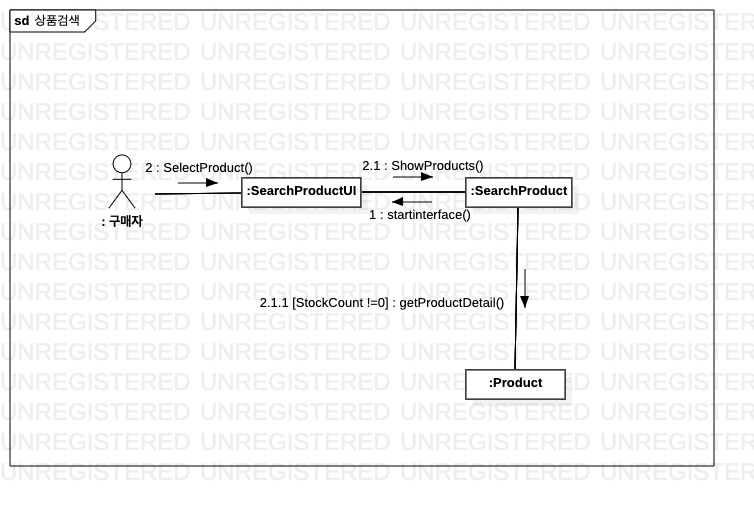 sd 상품검색
2 : SelectProduct()
2.1 : ShowProducts()
:SearchProductUI
:SearchProduct
1 : startinterface()
: 구매자
2.1.1 [StockCount !=0] : getProductDetail()
:Product
UNREGISTERED